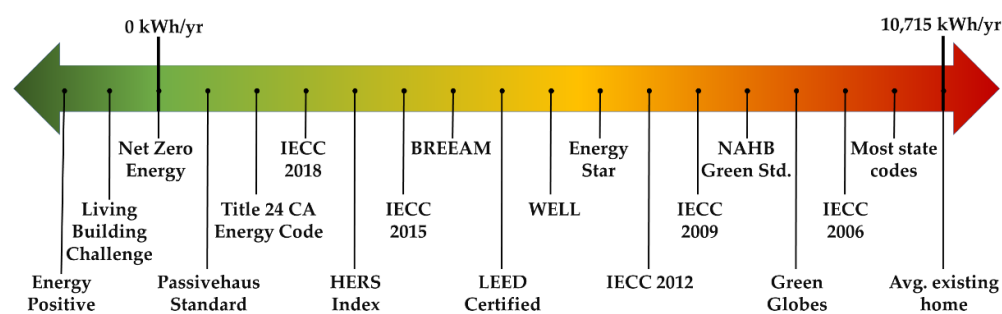 0 kWh/yr
10,715 kWh/yr
Net Zero
Energy
IECC
2018
BREEAM
Energy
Star
NAHB
Green Std.
Most state
codes
Living
Building
Challenge
Title 24 CA
Energy Code
IECC
2015
WELL
IECC
2009
IECC
2006
Energy
Positive
Passivehaus
Standard
HERS
Index
LEED
Certified
IECC 2012
Green
Globes
Avg. existing
home